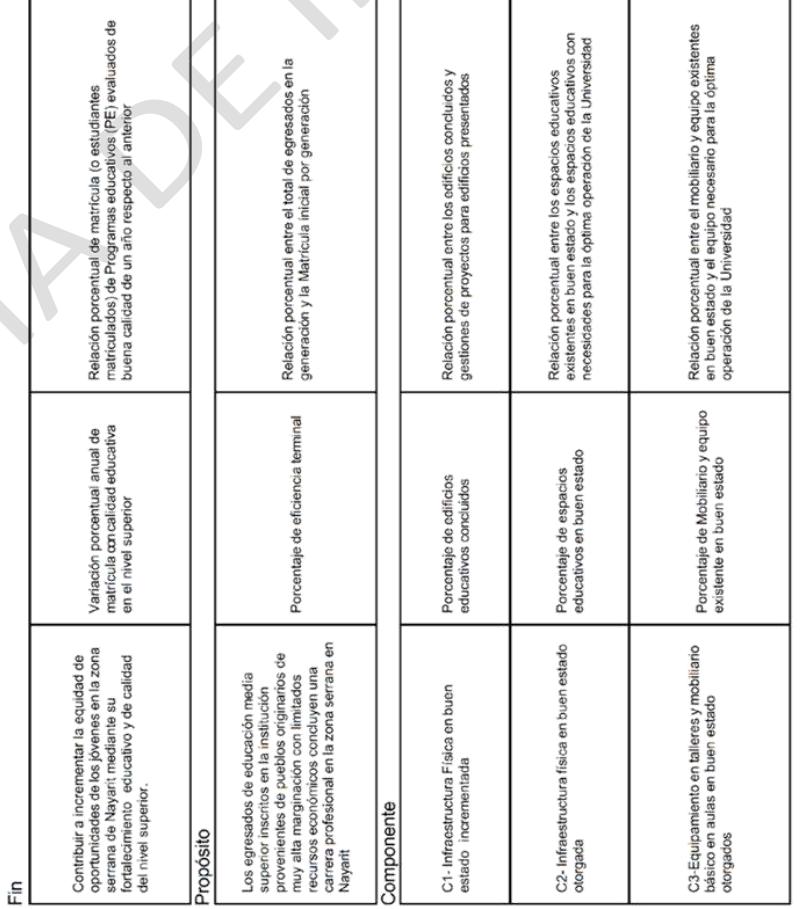 Fin
Contribuir a incrementar la equidad de
oportunidades de los jóvenes en la zona
serrana de Nayarit mediante su
fortalecimiento educativo y de calidad
del nivel superior.
Variación porcentual anual de
matrícula con calidad educativa
en el nivel superior
Relación porcentual de matrícula (o estudiantes
matriculados) de Programas educativos (PE) evaluados de
buena calidad de un año respecto al anterior
Propósito
Los egresados de educación media
superior inscritos en la institución
provenientes de pueblos originarios de
muy alta marginación con limitados
recursos económicos concluyen una
carrera profesional en la zona serrana en
Nayarit
Porcentaje de eficiencia terminal
Relación porcentual entre el total de egresados en la
generación y la Matrícula inicial por generación
Componente
C1- Infraestructura Física en buen
estado incrementada
Porcentaje de edificios
educativos concluidos
Relación porcentual entre los edificios concluidos y
gestiones de proyectos para edificios presentados
C2- Infraestructura física en buen estado
otorgada
Porcentaje de espacios
educativos en buen estado
Relación porcentual entre los espacios educativos
existentes en buen estado y los espacios educativos con
necesidades para la óptima operación de la Universidad
C3-Equipamiento en talleres y mobiliario
básico en aulas en buen estado
otorgados
Porcentaje de Mobiliario y equipo
existente en buen estado
Relación porcentual entre el mobiliario y equipo existentes
en buen estado y el equipo necesario para la óptima
operación de la Universidad